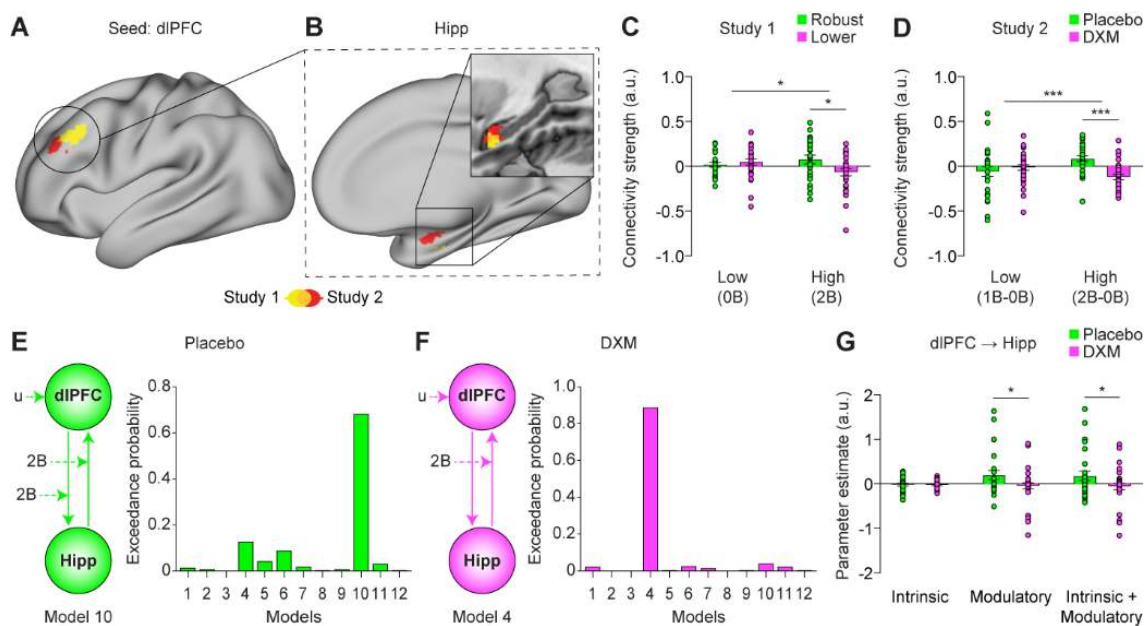 A
Seed: dlPFC
B
Hipp
Study 1
Study 2
C
Study 1
Robust
Lower
Connectivity strength (a.u.)
1.0
0.5
0
-0.5
-1.0
*
*
Low
(0B)
High
(2B)
D
Study 2
Placebo
DXM
Connectivity strength (a.u.)
1.0
0.5
0
-0.5
-1.0
***
***
Low
(1B-0B)
High
(2B-0B)
E
Placebo
u
dlPFC
2B
2B
Hipp
Model 10
Exceedance probability
0.8
0.6
0.4
0.2
0
1 2 3 4 5 6 7 8 9 10 11 12
Models
F
DXM
u
dlPFC
2B
Hipp
Model 4
Exceedance probability
1.0
0.8
0.6
0.4
0.2
0
1 2 3 4 5 6 7 8 9 10 11 12
Models
G
dlPFC → Hipp
Placebo
DXM
Parameter estimate (a.u.)
2
1
0
-1
-2
*
*
Intrinsic
Modulatory
Intrinsic +
Modulatory